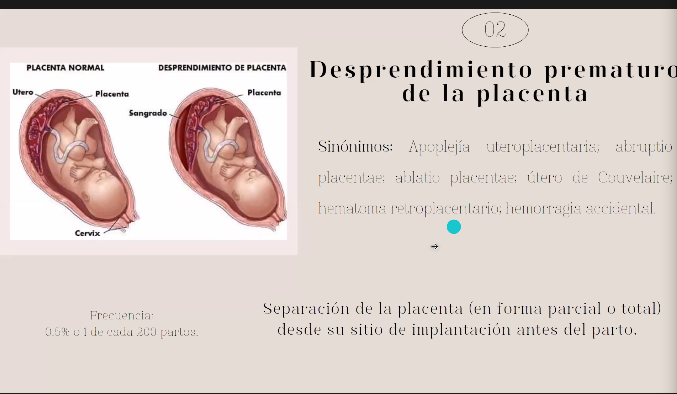 02
Desprendimiento prematuro
de la placenta
PLACENTA NORMAL
DESPRENDIMIENTO DE PLACENTA
Utero
Placenta
Placenta
Sangrado
Cervix
Sinónimos: Apoplejía uteroplacentaria; abruptio
placentae; ablatio placentae; útero de Couvelaire;
hematoma retroplacentario; hemorragia accidental.
Separación de la placenta (en forma parcial o total)
desde su sitio de implantación antes del parto.
Frecuencia:
0.5% o 1 de cada 200 partos.